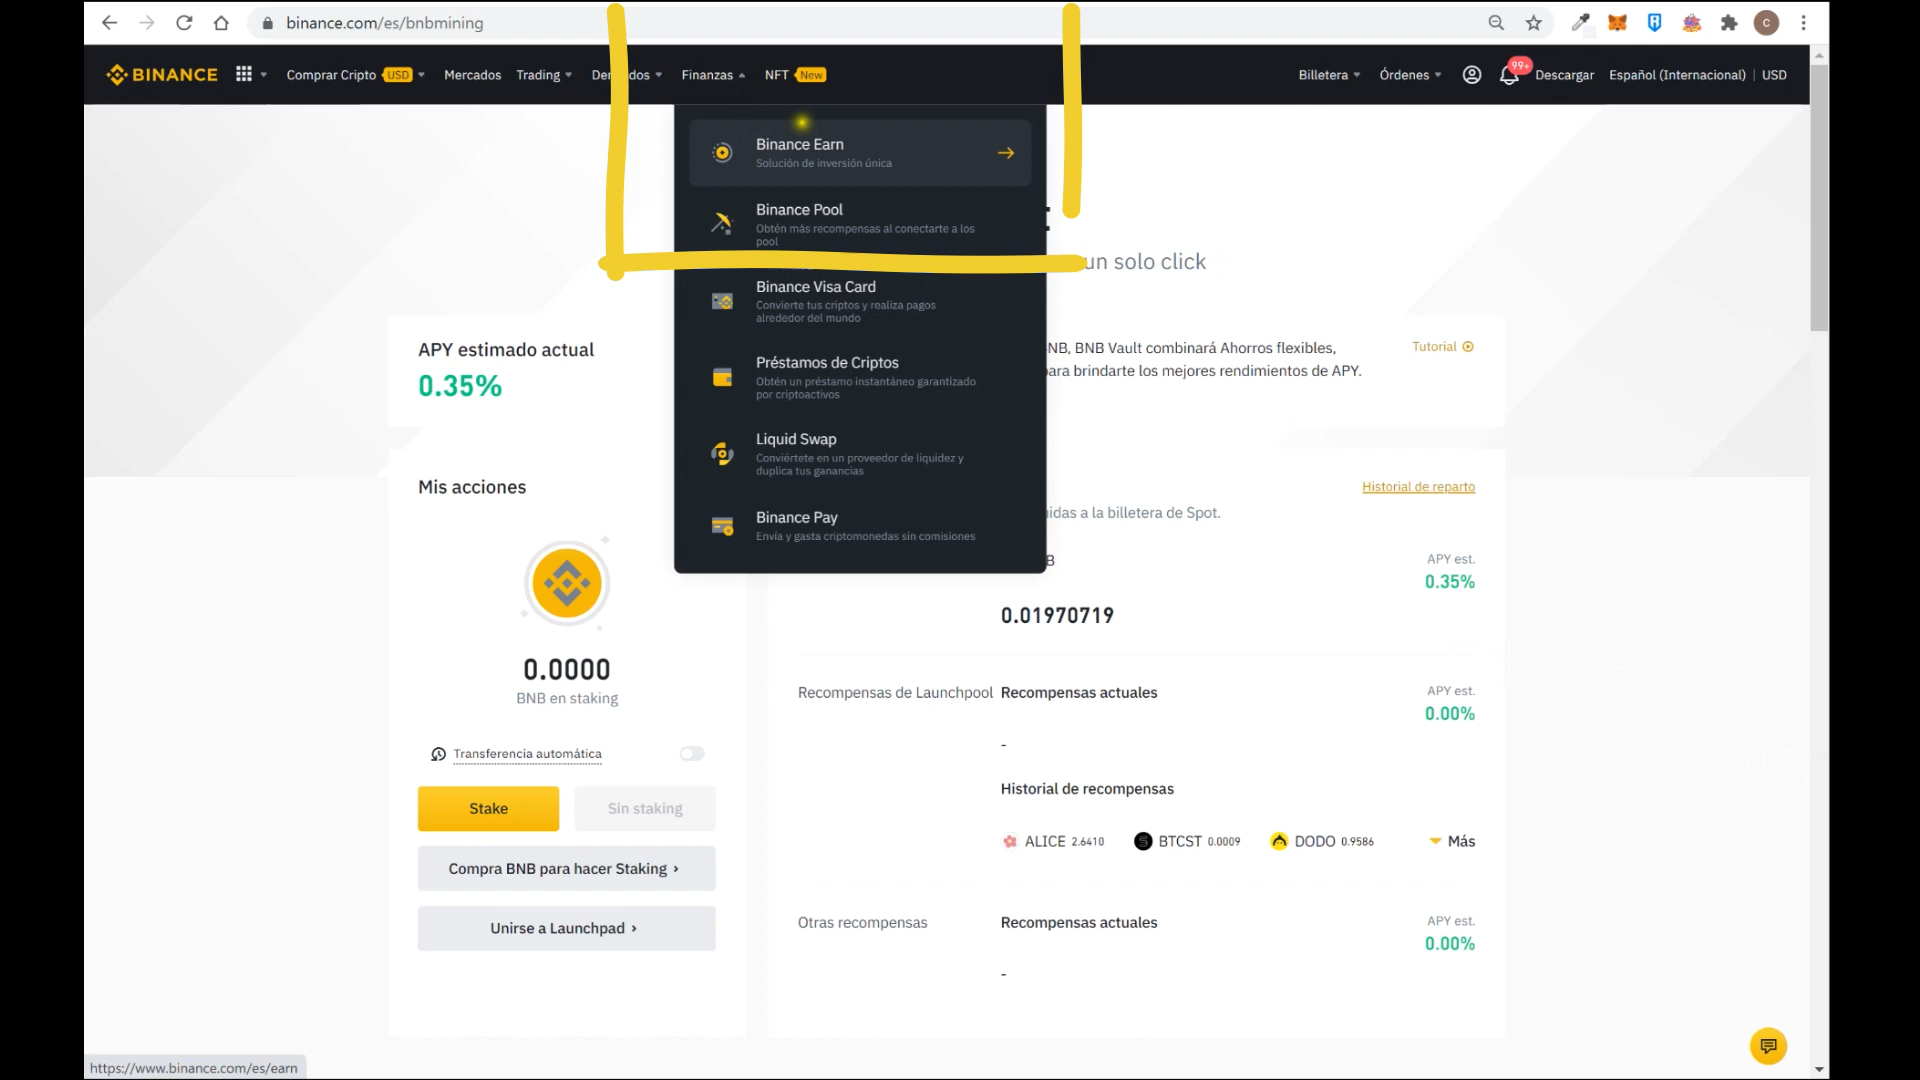 binance.com/es/bnbmining
C
BINANCE
Comprar Cripto USD
Mercados
Trading
Finanzas
NFT New
Billetera
Órdenes
99+
Descargar
Español (Internacional) | USD
Binance Earn
Solución de inversión única
Binance Pool
Obtén más recompensas al conectarte a los
pool
un solo click
Binance Visa Card
Convierte tus criptos y realiza pagos
alrededor del mundo
APY estimado actual
0.35%
NB, BNB Vault combinará Ahorros flexibles,
para brindarte los mejores rendimientos de APY.
Tutorial
Préstamos de Criptos
Obtén un préstamo instantáneo garantizado
por criptoactivos
Liquid Swap
Conviértete en un proveedor de liquidez y
duplica tus ganancias
Binance Pay
Envía y gasta criptomonedas sin comisiones
Mis acciones
0.0000
BNB en staking
Transferencia automática
Stake
Sin staking
Compra BNB para hacer Staking ›
Unirse a Launchpad ›
Historial de reparto
idas a la billetera de Spot.
B
APY est.
0.35%
0.01970719
Recompensas de Launchpool
Recompensas actuales
APY est.
0.00%
-
Historial de recompensas
ALICE 2.6410
BTCST 0.0009
DODO 0.9586
Más
Otras recompensas
Recompensas actuales
APY est.
0.00%
-
https://www.binance.com/es/earn